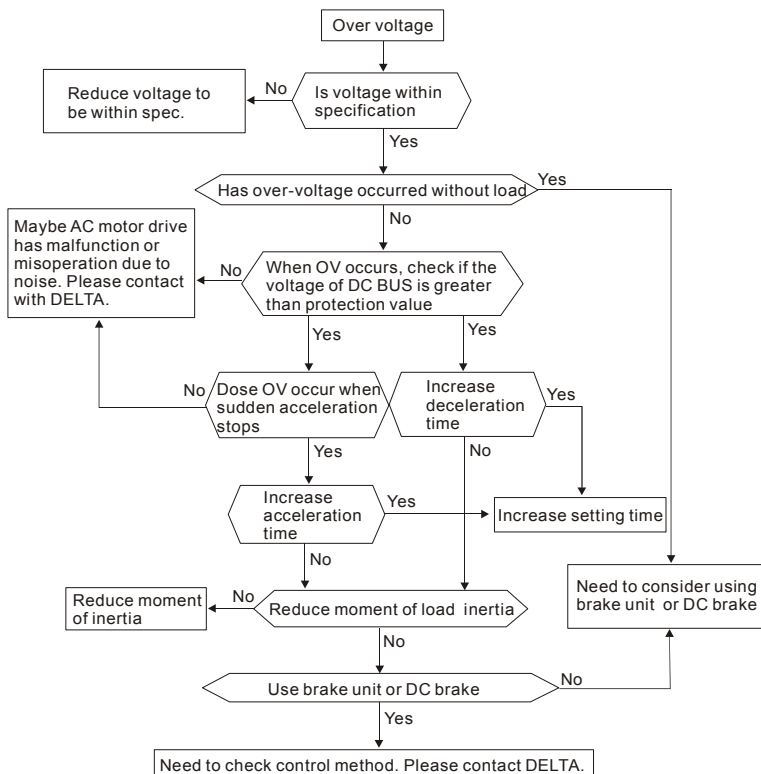 Over voltage
No
Reduce voltage to
be within spec.
Is voltage within
specification
Yes
Has over-voltage occurred without load
Yes
No
Maybe AC motor drive
has malfunction or
misoperation due to
noise. Please contact
with DELTA.
No
When OV occurs, check if the
voltage of DC BUS is greater
than protection value
Yes
Yes
No
Dose OV occur when
sudden acceleration
stops
Increase
deceleration
time
Yes
Yes
No
Increase
acceleration
time
Yes
Increase setting time
No
Reduce moment
of inertia
No
Reduce moment of load inertia
Need to consider using
brake unit or DC brake
No
Use brake unit or DC brake
No
Yes
Need to check control method. Please contact DELTA.